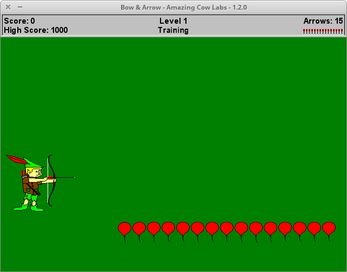 Bow & Arrow - Amazing Cow Labs - 1.2.0
Score: 0 Level 1 Arrows: 15
High Score: 1000 Training